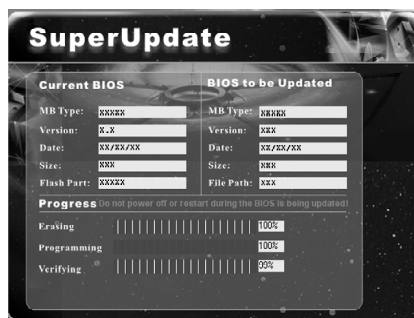 SuperUpdate
Current BIOS
MB Type: XXXXX
Version: X.X
Date: XX/XX/XX
Size: XXX
Flash Part: XXXXX
BIOS to be Updated
MB Type: XXXXX
Version: XXX
Date: XX/XX/XX
Size: XXX
File Path: XXX
Progress Do not power off or restart during the BIOS is being updated!
Erasing 100%
Programming 100%
Verifying 99%